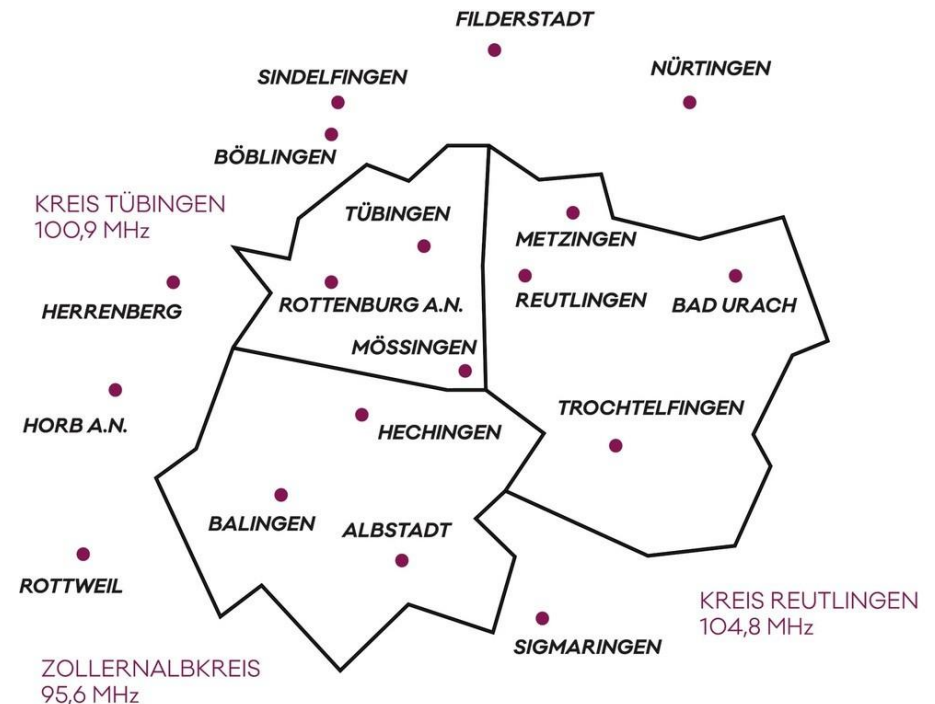 FILDERSTADT
SINDELFINGEN
NÜRTINGEN
BÖBLINGEN
KREIS TÜBINGEN
100,9 MHz
TÜBINGEN
METZINGEN
HERRENBERG
ROTTENBURG A.N.
REUTLINGEN
BAD URACH
MÖSSINGEN
HORB A.N.
HECHINGEN
TROCHTELFINGEN
BALINGEN
ALBSTADT
ROTTWEIL
KREIS REUTLINGEN
104,8 MHz
SIGMARINGEN
ZOLLERNALBKREIS
95,6 MHz